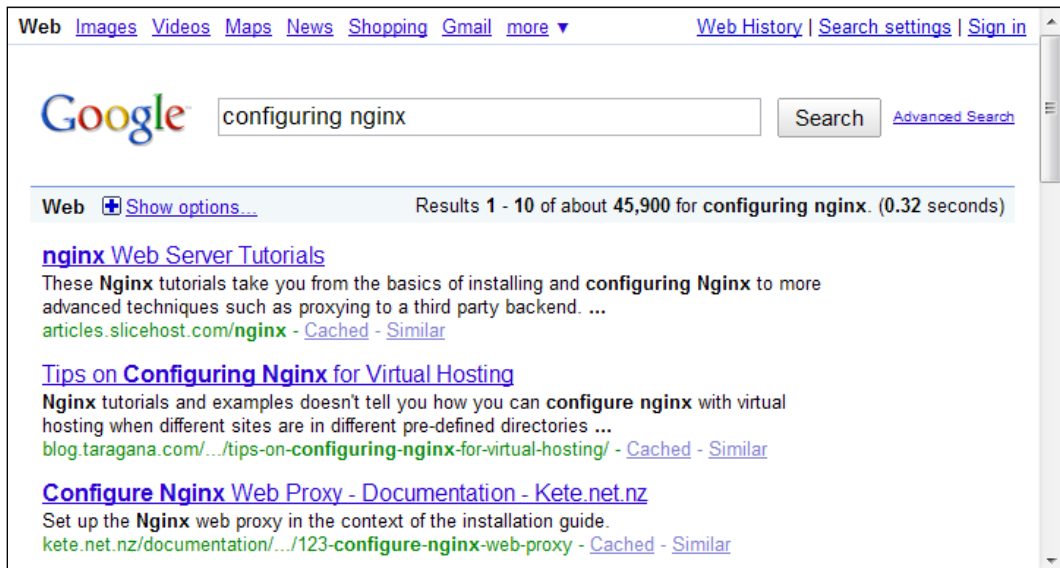 Web Images Videos Maps News Shopping Gmail more ▼ Web History | Search settings | Sign in
Google™ configuring nginx Search Advanced Search
Web Show options... Results 1 - 10 of about 45,900 for configuring nginx. (0.32 seconds)
nginx Web Server Tutorials
These Nginx tutorials take you from the basics of installing and configuring Nginx to more
advanced techniques such as proxying to a third party backend. ...
articles.slicehost.com/nginx - Cached - Similar
Tips on Configuring Nginx for Virtual Hosting
Nginx tutorials and examples doesn't tell you how you can configure nginx with virtual
hosting when different sites are in different pre-defined directories ...
blog.taragana.com/.../tips-on-configuring-nginx-for-virtual-hosting/ - Cached - Similar
Configure Nginx Web Proxy - Documentation - Kete.net.nz
Set up the Nginx web proxy in the context of the installation guide.
kete.net.nz/documentation/.../123-configure-nginx-web-proxy - Cached - Similar